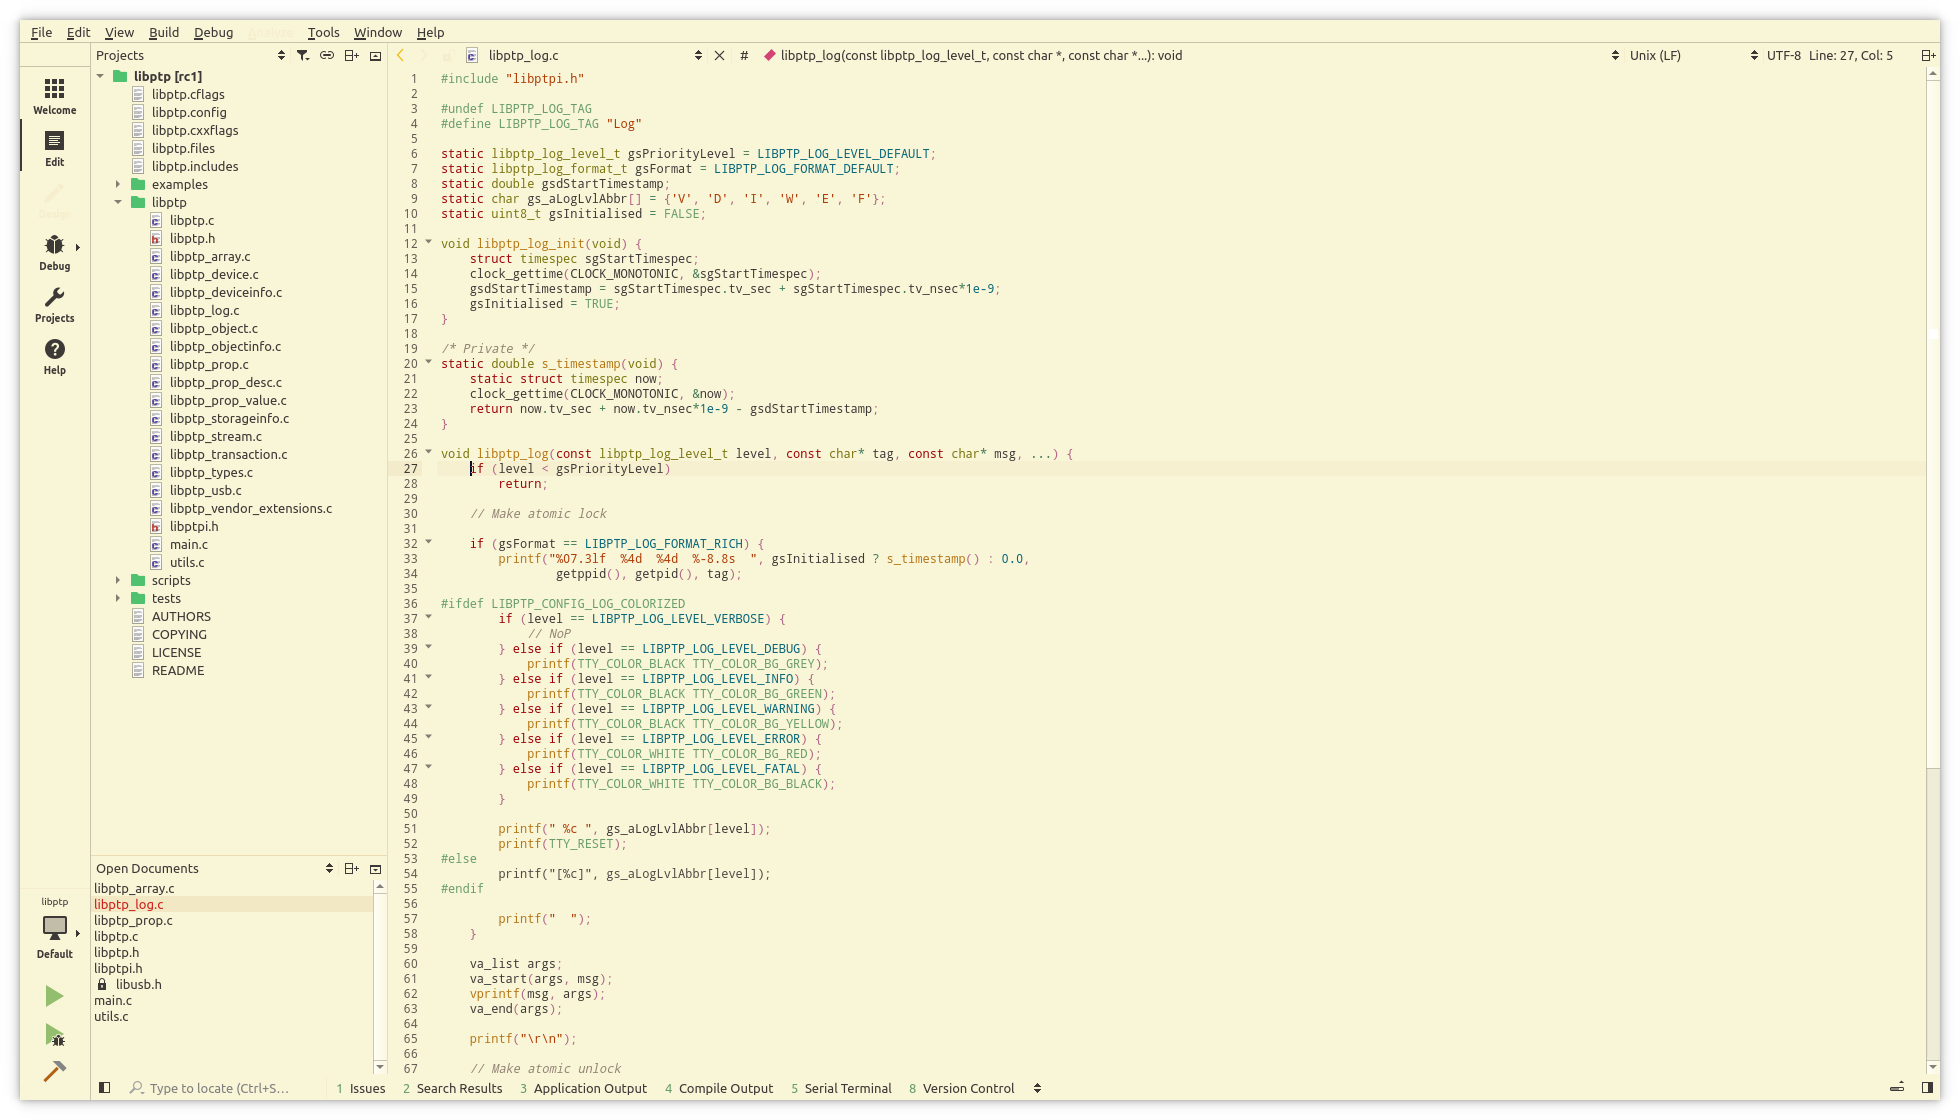 File Edit View Build Debug Analyze Tools Window Help
Projects
libptp_log.c
# libptp_log(const libptp_log_level_t, const char *, const char *...): void
Unix (LF)
UTF-8 Line: 27, Col: 5
Welcome
Edit
Design
Debug
Projects
Help
libptp [rc1]
libptp.cflags
libptp.config
libptp.cxxflags
libptp.files
libptp.includes
examples
libptp
libptp.c
libptp.h
libptp_array.c
libptp_device.c
libptp_deviceinfo.c
libptp_log.c
libptp_object.c
libptp_objectinfo.c
libptp_prop.c
libptp_prop_desc.c
libptp_prop_value.c
libptp_storageinfo.c
libptp_stream.c
libptp_transaction.c
libptp_types.c
libptp_usb.c
libptp_vendor_extensions.c
libptpi.h
main.c
utils.c
scripts
tests
AUTHORS
COPYING
LICENSE
README
Open Documents
libptp_array.c
libptp_log.c
libptp_prop.c
libptp.c
libptp.h
libptpi.h
libusb.h
main.c
utils.c
libptp
Default
1 #include "libptpi.h"
2
3 #undef LIBPTP_LOG_TAG
4 #define LIBPTP_LOG_TAG "Log"
5
6 static libptp_log_level_t gsPriorityLevel = LIBPTP_LOG_LEVEL_DEFAULT;
7 static libptp_log_format_t gsFormat = LIBPTP_LOG_FORMAT_DEFAULT;
8 static double gsdStartTimestamp;
9 static char gs_aLogLvlAbbr[] = {'V', 'D', 'I', 'W', 'E', 'F'};
10 static uint8_t gsInitialised = FALSE;
11
12 void libptp_log_init(void) {
13 struct timespec sgStartTimespec;
14 clock_gettime(CLOCK_MONOTONIC, &sgStartTimespec);
15 gsdStartTimestamp = sgStartTimespec.tv_sec + sgStartTimespec.tv_nsec*1e-9;
16 gsInitialised = TRUE;
17 }
18
19 /* Private */
20 static double s_timestamp(void) {
21 static struct timespec now;
22 clock_gettime(CLOCK_MONOTONIC, &now);
23 return now.tv_sec + now.tv_nsec*1e-9 - gsdStartTimestamp;
24 }
25
26 void libptp_log(const libptp_log_level_t level, const char* tag, const char* msg, ...) {
27 if (level < gsPriorityLevel)
28 return;
29
30 // Make atomic lock
31
32 if (gsFormat == LIBPTP_LOG_FORMAT_RICH) {
33 printf("%07.3lf  %4d  %4d  %-8.8s  ", gsInitialised ? s_timestamp() : 0.0,
34 getppid(), getpid(), tag);
35
36 #ifdef LIBPTP_CONFIG_LOG_COLORIZED
37 if (level == LIBPTP_LOG_LEVEL_VERBOSE) {
38 // NoP
39 } else if (level == LIBPTP_LOG_LEVEL_DEBUG) {
40 printf(TTY_COLOR_BLACK TTY_COLOR_BG_GREY);
41 } else if (level == LIBPTP_LOG_LEVEL_INFO) {
42 printf(TTY_COLOR_BLACK TTY_COLOR_BG_GREEN);
43 } else if (level == LIBPTP_LOG_LEVEL_WARNING) {
44 printf(TTY_COLOR_BLACK TTY_COLOR_BG_YELLOW);
45 } else if (level == LIBPTP_LOG_LEVEL_ERROR) {
46 printf(TTY_COLOR_WHITE TTY_COLOR_BG_RED);
47 } else if (level == LIBPTP_LOG_LEVEL_FATAL) {
48 printf(TTY_COLOR_WHITE TTY_COLOR_BG_BLACK);
49 }
50
51 printf(" %c ", gs_aLogLvlAbbr[level]);
52 printf(TTY_RESET);
53 #else
54 printf("[%c]", gs_aLogLvlAbbr[level]);
55 #endif
56
57 printf("  ");
58 }
59
60 va_list args;
61 va_start(args, msg);
62 vprintf(msg, args);
63 va_end(args);
64
65 printf("\r\n");
66
67 // Make atomic unlock
Type to locate (Ctrl+S...
1 Issues 2 Search Results 3 Application Output 4 Compile Output 5 Serial Terminal 8 Version Control